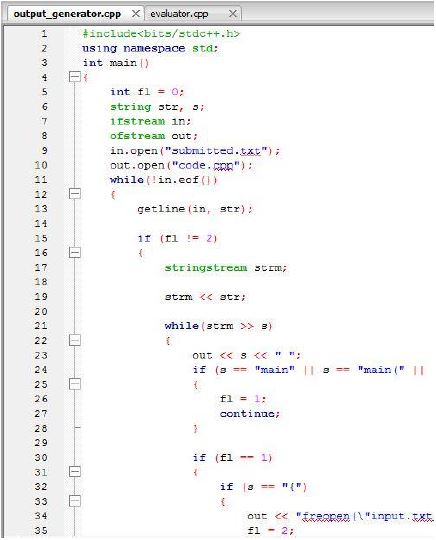 output_generator.cpp evaluator.cpp
1 #include<bits/stdc++.h>
2 using namespace std;
3 int main()
4 {
5 int fl = 0;
6 string str, s;
7 ifstream in;
8 ofstream out;
9 in.open("submitted.txt");
10 out.open("code.cpp");
11 while(!in.eof())
12 {
13 getline(in, str);
14
15 if (fl != 2)
16 {
17 stringstream strm;
18
19 strm << str;
20
21 while(strm >> s)
22 {
23 out << s << " ";
24 if (s == "main" || s == "main(" ||
25 {
26 fl = 1;
27 continue;
28 }
29
30 if (fl == 1)
31 {
32 if (s == "{")
33 {
34 out << "freopen(\"input.txt
35 fl = 2;